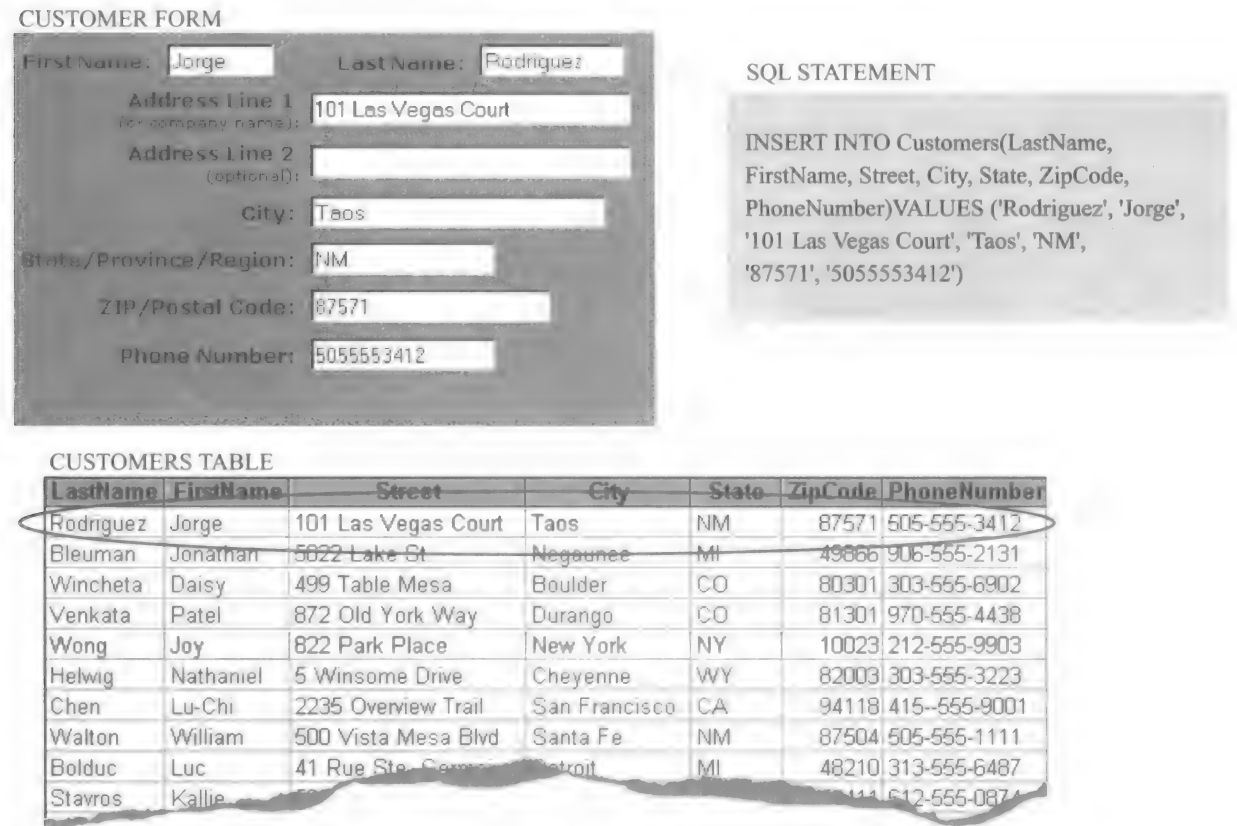 CUSTOMER FORM
First Name: Jorge Last Name: Rodriguez
Address Line 1 101 Las Vegas Court
(or company name):
Address Line 2
(optional):
City: Taos
State/Province/Region: NM
ZIP/Postal Code: 87571
Phone Number: 5055553412
SQL STATEMENT
INSERT INTO Customers(LastName,
FirstName, Street, City, State, ZipCode,
PhoneNumber)VALUES ('Rodriguez', 'Jorge',
'101 Las Vegas Court', 'Taos', 'NM',
'87571', '5055553412')
CUSTOMERS TABLE
LastName FirstName Street City State ZipCode PhoneNumber
Rodriguez Jorge 101 Las Vegas Court Taos NM 87571 505-555-3412
Bleuman Jonathan 5022 Lake St Negaunee MI 49866 906-555-2131
Wincheta Daisy 499 Table Mesa Boulder CO 80301 303-555-6902
Venkata Patel 872 Old York Way Durango CO 81301 970-555-4438
Wong Joy 822 Park Place New York NY 10023 212-555-9903
Helwig Nathaniel 5 Winsome Drive Cheyenne WY 82003 303-555-3223
Chen Lu-Chi 2235 Overview Trail San Francisco CA 94118 415--555-9001
Walton William 500 Vista Mesa Blvd Santa Fe NM 87504 505-555-1111
Bolduc Luc 41 Rue Ste. Detroit MI 48210 313-555-6487
Stavros Kallie 612-555-0874